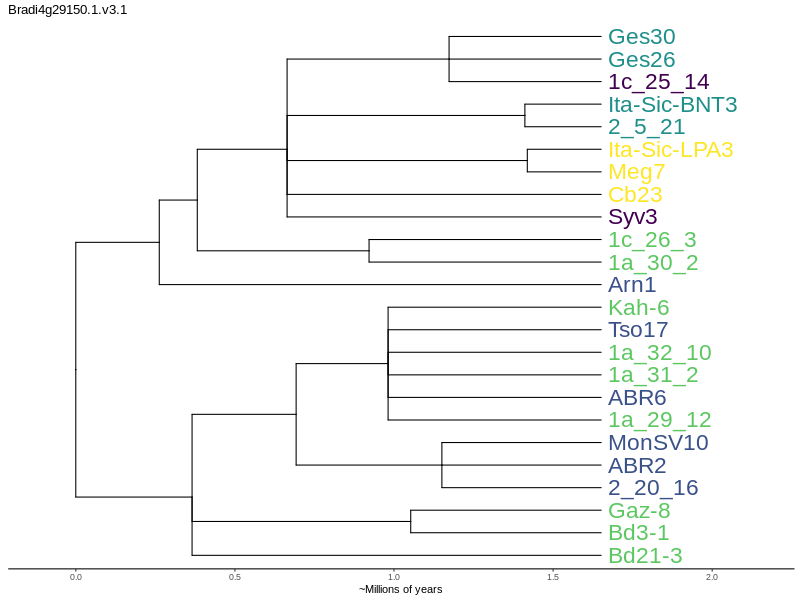 Bradi4g29150.1.v3.1
Ges30
Ges26
1c_25_14
Ita-Sic-BNT3
2_5_21
Ita-Sic-LPA3
Meg7
Cb23
Syv3
1c_26_3
1a_30_2
Arn1
Kah-6
Tso17
1a_32_10
1a_31_2
ABR6
1a_29_12
MonSV10
ABR2
2_20_16
Gaz-8
Bd3-1
Bd21-3
0.0 0.5 1.0 1.5 2.0
~Millions of years